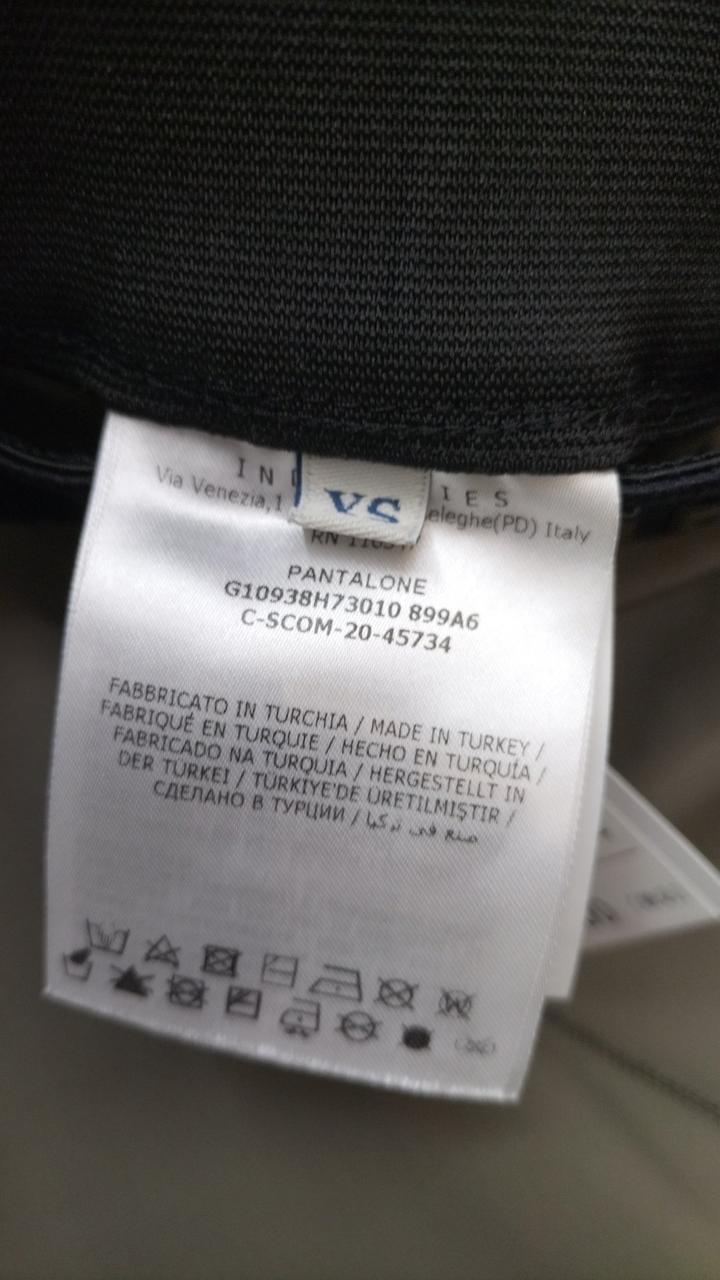 I N
I E S
Via Venezia,1
eleghe(PD) Italy
PANTALONE
G10938H73010 899A6
C-SCOM-20-45734
FABBRICATO IN TURCHIA / MADE IN TURKEY /
FABRIQUÉ EN TURQUIE / HECHO EN TURQUÍA /
FABRICADO NA TURQUIA / HERGESTELLT IN
DER TÜRKEI / TÜRKIYE'DE ÜRETILMIŞTIR /
СДЕЛАНО В ТУРЦИИ / صنع في تركيا